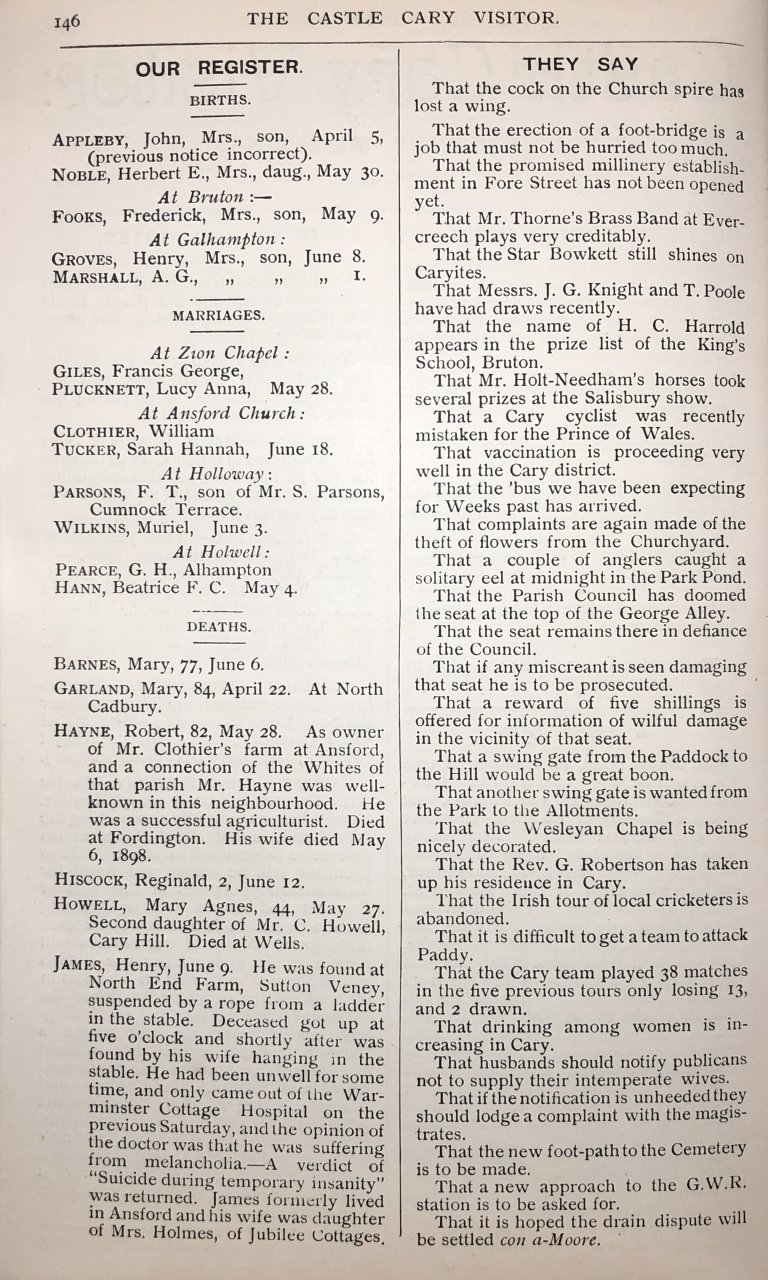 146
THE CASTLE CARY VISITOR.
OUR REGISTER.
BIRTHS.
APPLEBY, John, Mrs., son, April 5,
(previous notice incorrect).
NOBLE, Herbert E., Mrs., daug., May 30.
At Bruton :—
FOOKS, Frederick, Mrs., son, May 9.
At Galhampton :
GROVES, Henry, Mrs., son, June 8.
MARSHALL, A. G., „ „ „ 1.
MARRIAGES.
At Zion Chapel :
GILES, Francis George,
PLUCKNETT, Lucy Anna, May 28.
At Ansford Church :
CLOTHIER, William
TUCKER, Sarah Hannah, June 18.
At Holloway :
PARSONS, F. T., son of Mr. S. Parsons,
Cumnock Terrace.
WILKINS, Muriel, June 3.
At Holwell :
PEARCE, G. H., Alhampton
HANN, Beatrice F. C. May 4.
DEATHS.
BARNES, Mary, 77, June 6.
GARLAND, Mary, 84, April 22. At North
Cadbury.
HAYNE, Robert, 82, May 28. As owner
of Mr. Clothier's farm at Ansford,
and a connection of the Whites of
that parish Mr. Hayne was well-
known in this neighbourhood. He
was a successful agriculturist. Died
at Fordington. His wife died May
6, 1898.
HISCOCK, Reginald, 2, June 12.
HOWELL, Mary Agnes, 44, May 27.
Second daughter of Mr. C. Howell,
Cary Hill. Died at Wells.
JAMES, Henry, June 9. He was found at
North End Farm, Sutton Veney,
suspended by a rope from a ladder
in the stable. Deceased got up at
five o'clock and shortly after was
found by his wife hanging in the
stable. He had been unwell for some
time, and only came out of the War-
minster Cottage Hospital on the
previous Saturday, and the opinion of
the doctor was that he was suffering
from melancholia.—A verdict of
"Suicide during temporary insanity"
was returned. James formerly lived
in Ansford and his wife was daughter
of Mrs. Holmes, of Jubilee Cottages.
THEY SAY
That the cock on the Church spire has
lost a wing.
That the erection of a foot-bridge is a
job that must not be hurried too much.
That the promised millinery establish-
ment in Fore Street has not been opened
yet.
That Mr. Thorne's Brass Band at Ever-
creech plays very creditably.
That the Star Bowkett still shines on
Caryites.
That Messrs. J. G. Knight and T. Poole
have had draws recently.
That the name of H. C. Harrold
appears in the prize list of the King's
School, Bruton.
That Mr. Holt-Needham's horses took
several prizes at the Salisbury show.
That a Cary cyclist was recently
mistaken for the Prince of Wales.
That vaccination is proceeding very
well in the Cary district.
That the 'bus we have been expecting
for Weeks past has arrived.
That complaints are again made of the
theft of flowers from the Churchyard.
That a couple of anglers caught a
solitary eel at midnight in the Park Pond.
That the Parish Council has doomed
the seat at the top of the George Alley.
That the seat remains there in defiance
of the Council.
That if any miscreant is seen damaging
that seat he is to be prosecuted.
That a reward of five shillings is
offered for information of wilful damage
in the vicinity of that seat.
That a swing gate from the Paddock to
the Hill would be a great boon.
That another swing gate is wanted from
the Park to the Allotments.
That the Wesleyan Chapel is being
nicely decorated.
That the Rev. G. Robertson has taken
up his residence in Cary.
That the Irish tour of local cricketers is
abandoned.
That it is difficult to get a team to attack
Paddy.
That the Cary team played 38 matches
in the five previous tours only losing 13,
and 2 drawn.
That drinking among women is in-
creasing in Cary.
That husbands should notify publicans
not to supply their intemperate wives.
That if the notification is unheeded they
should lodge a complaint with the magis-
trates.
That the new foot-path to the Cemetery
is to be made.
That a new approach to the G.W.R.
station is to be asked for.
That it is hoped the drain dispute will
be settled con a-Moore.